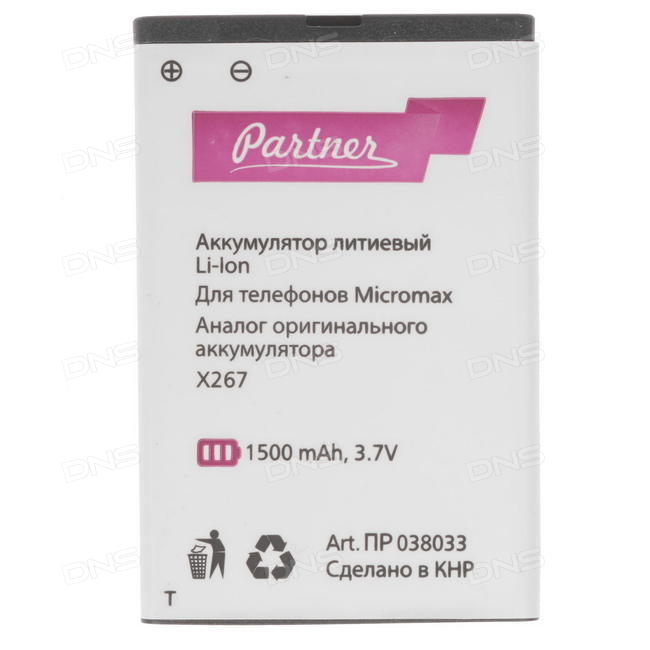 Partner
Аккумулятор литиевый
Li-Ion
Для телефонов Micromax
Аналог оригинального
аккумулятора
X267
1500 mAh, 3.7V
Art. ПР 038033
Сделано в КНР
T
DNS